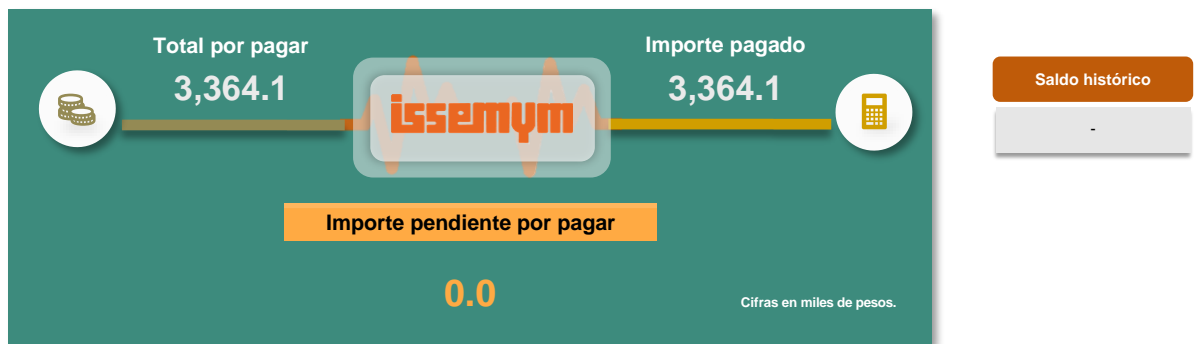 Total por pagar
3,364.1
issemym
Importe pagado
3,364.1
Importe pendiente por pagar
0.0
Cifras en miles de pesos.
Saldo histórico
-